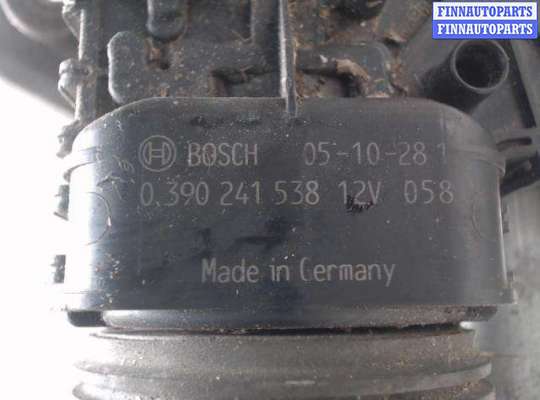 FINNAUTOPARTS
FINNAUTOPARTS
BOSCH 05-10-28 1
0 390 241 538 12V 058
Made in Germany